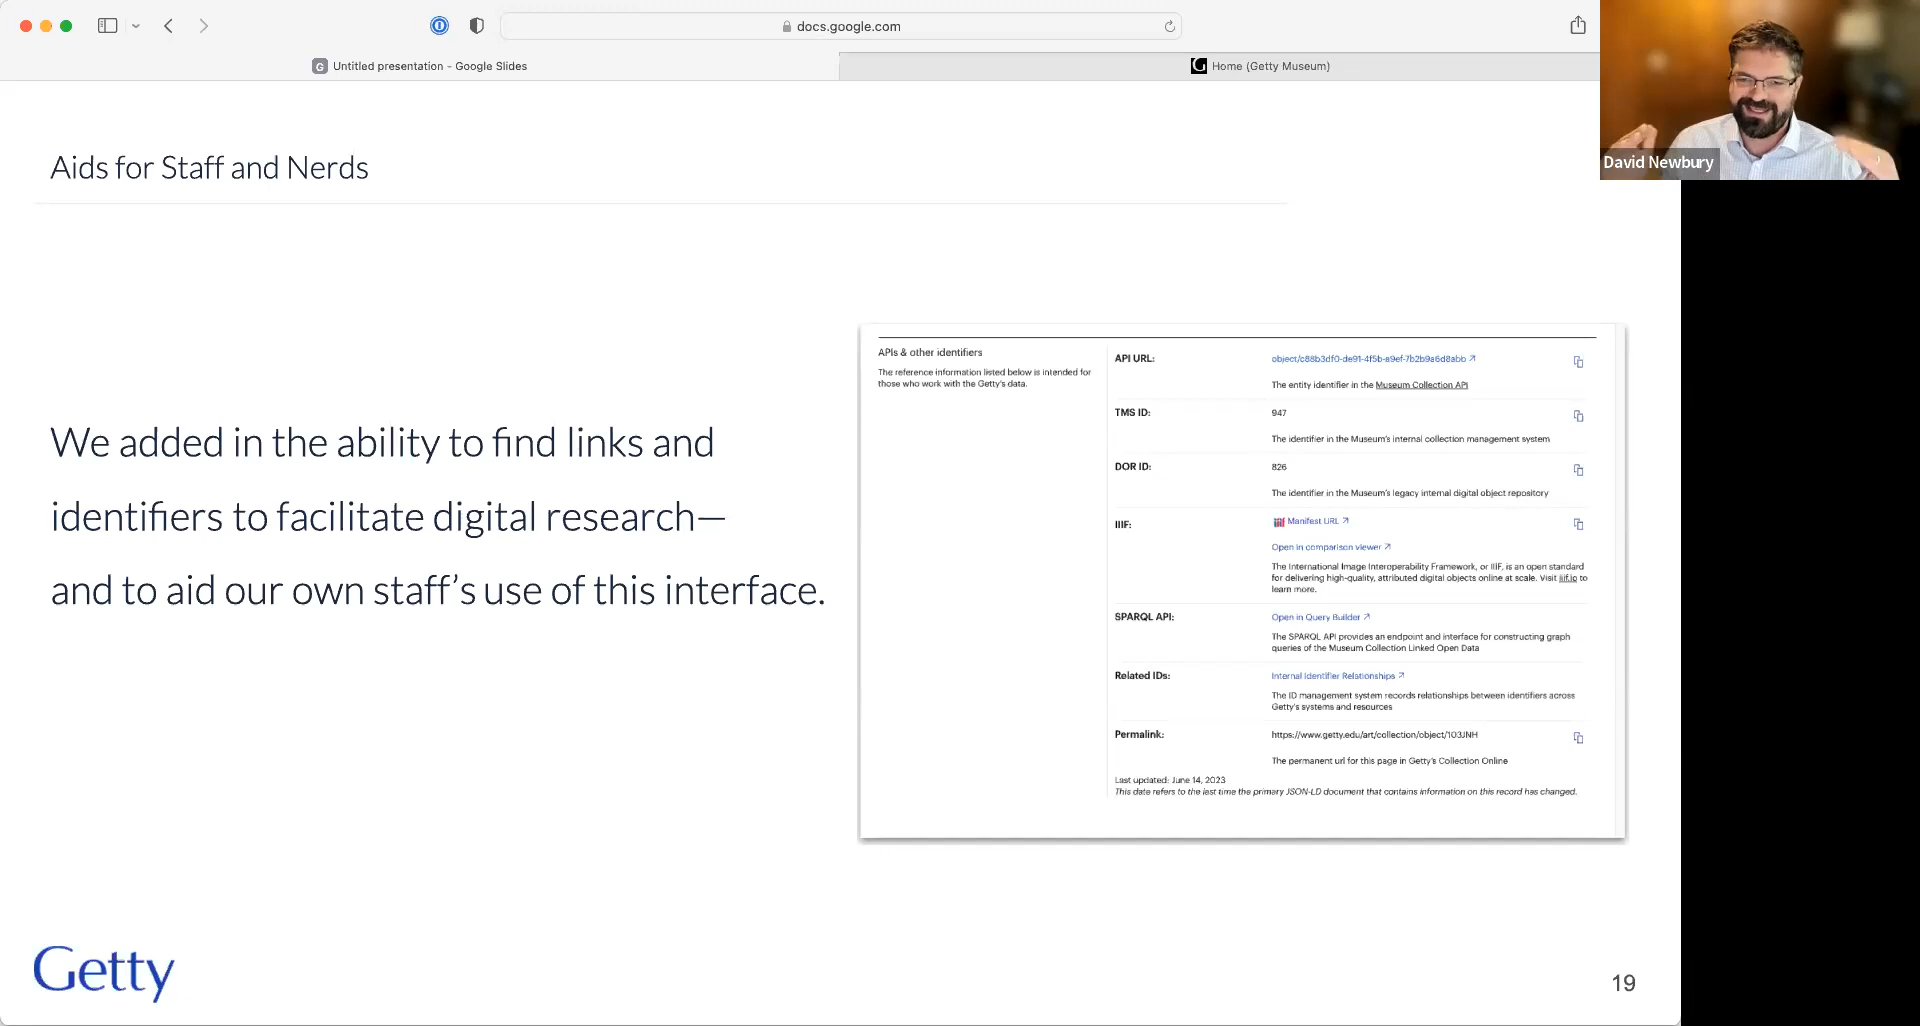 docs.google.com
Untitled presentation - Google Slides
Home (Getty Museum)
David Newbury
Aids for Staff and Nerds
We added in the ability to find links and
identifiers to facilitate digital research—
and to aid our own staff’s use of this interface.
APIs & other identifiers
The reference information listed below is intended for
those who work with the Getty's data.
API URL:
object/c88b3df0-de91-4f5b-a9ef-7b2b9a6d8abb
The entity identifier in the Museum Collection API
TMS ID:
947
The identifier in the Museum's internal collection management system
DOR ID:
826
The identifier in the Museum's legacy internal digital object repository
IIIF:
Manifest URL
Open in comparison viewer
The International Image Interoperability Framework, or IIIF, is an open standard
for delivering high-quality, attributed digital objects online at scale. Visit iiif.io to
learn more.
SPARQL API:
Open in Query Builder
The SPARQL API provides an endpoint and interface for constructing graph
queries of the Museum Collection Linked Open Data
Related IDs:
Internal Identifier Relationships
The ID management system records relationships between identifiers across
Getty's systems and resources
Permalink:
https://www.getty.edu/art/collection/object/103JNH
The permanent url for this page in Getty's Collection Online
Last updated: June 14, 2023
This date refers to the last time the primary JSON-LD document that contains information on this record has changed.
Getty
19